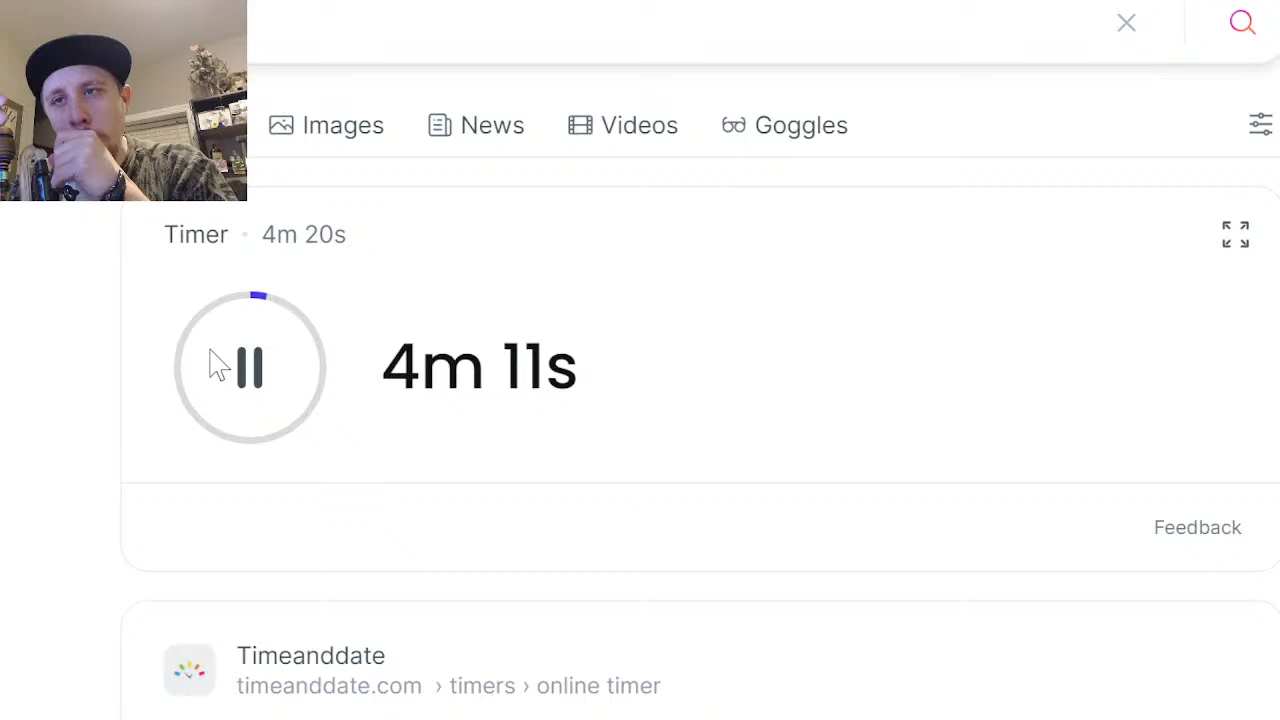 Images News Videos Goggles
Timer • 4m 20s
4m 11s
Feedback
Timeanddate
timeanddate.com › timers › online timer